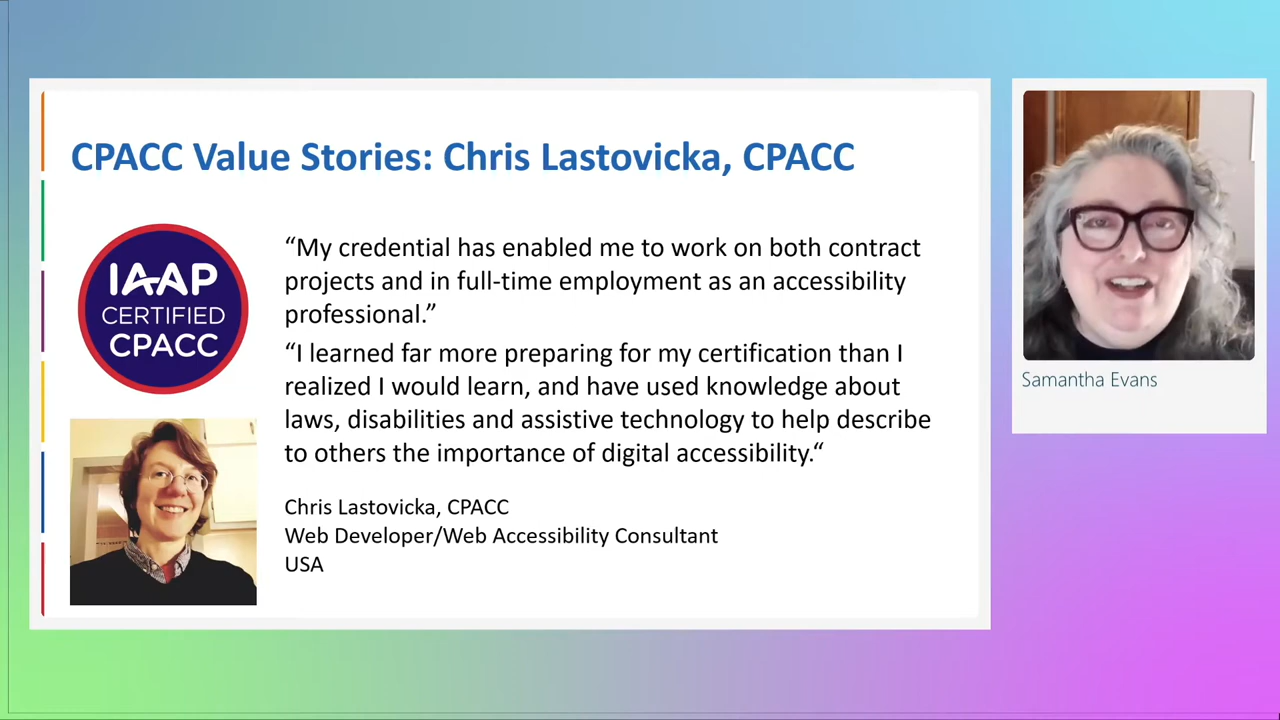 CPACC Value Stories: Chris Lastovicka, CPACC
IAAP
CERTIFIED
CPACC
“My credential has enabled me to work on both contract
projects and in full-time employment as an accessibility
professional.”
“I learned far more preparing for my certification than I
realized I would learn, and have used knowledge about
laws, disabilities and assistive technology to help describe
to others the importance of digital accessibility.“
Chris Lastovicka, CPACC
Web Developer/Web Accessibility Consultant
USA
Samantha Evans